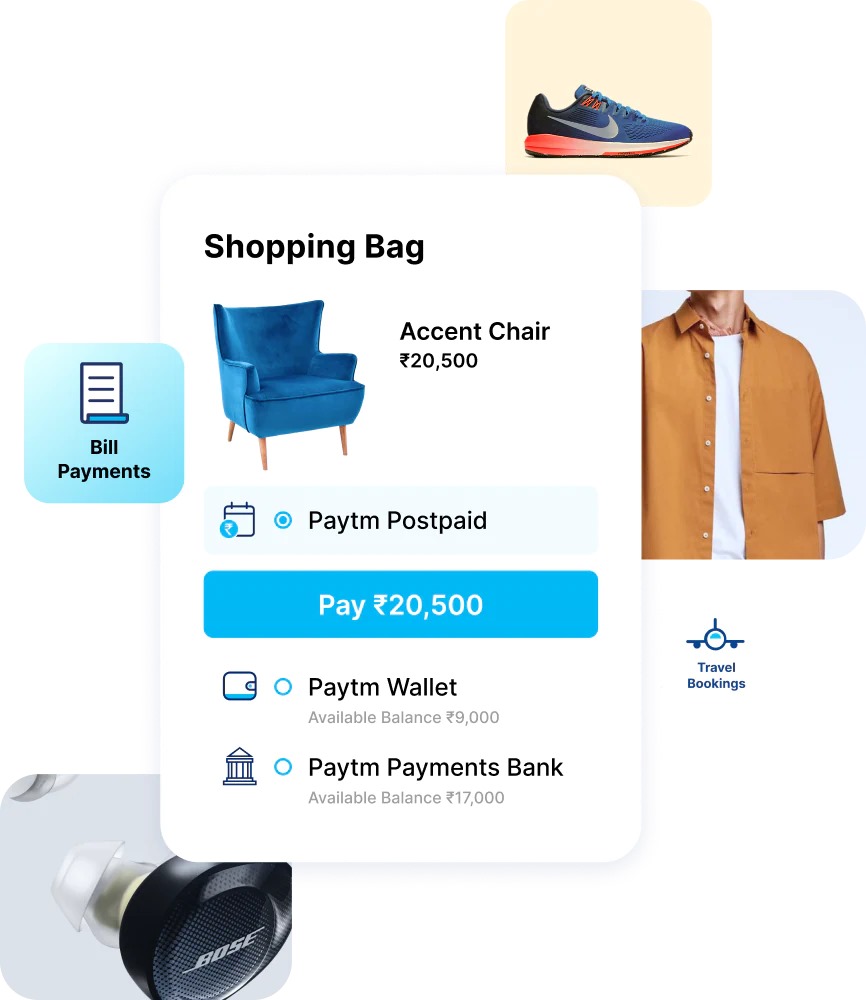 Shopping Bag
Accent Chair
₹20,500
Bill
Payments
₹
Paytm Postpaid
Pay ₹20,500
Paytm Wallet
Available Balance ₹9,000
Paytm Payments Bank
Available Balance ₹17,000
Travel
Bookings
BOSE